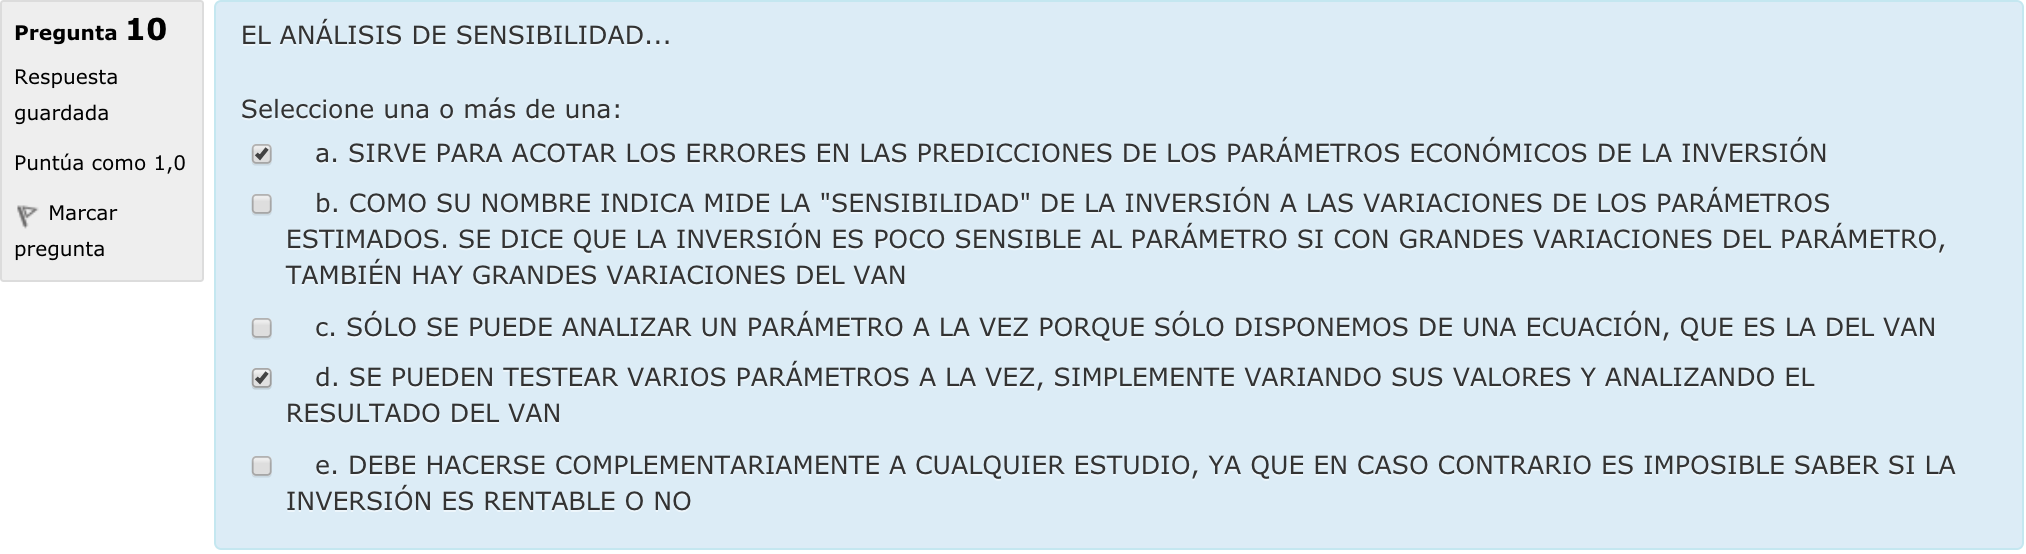 Pregunta 10
Respuesta
guardada
Puntúa como 1,0
Marcar
pregunta
EL ANÁLISIS DE SENSIBILIDAD...
Seleccione una o más de una:
a. SIRVE PARA ACOTAR LOS ERRORES EN LAS PREDICCIONES DE LOS PARÁMETROS ECONÓMICOS DE LA INVERSIÓN
b. COMO SU NOMBRE INDICA MIDE LA "SENSIBILIDAD" DE LA INVERSIÓN A LAS VARIACIONES DE LOS PARÁMETROS
ESTIMADOS. SE DICE QUE LA INVERSIÓN ES POCO SENSIBLE AL PARÁMETRO SI CON GRANDES VARIACIONES DEL PARÁMETRO,
TAMBIÉN HAY GRANDES VARIACIONES DEL VAN
c. SÓLO SE PUEDE ANALIZAR UN PARÁMETRO A LA VEZ PORQUE SÓLO DISPONEMOS DE UNA ECUACIÓN, QUE ES LA DEL VAN
d. SE PUEDEN TESTEAR VARIOS PARÁMETROS A LA VEZ, SIMPLEMENTE VARIANDO SUS VALORES Y ANALIZANDO EL
RESULTADO DEL VAN
e. DEBE HACERSE COMPLEMENTARIAMENTE A CUALQUIER ESTUDIO, YA QUE EN CASO CONTRARIO ES IMPOSIBLE SABER SI LA
INVERSIÓN ES RENTABLE O NO